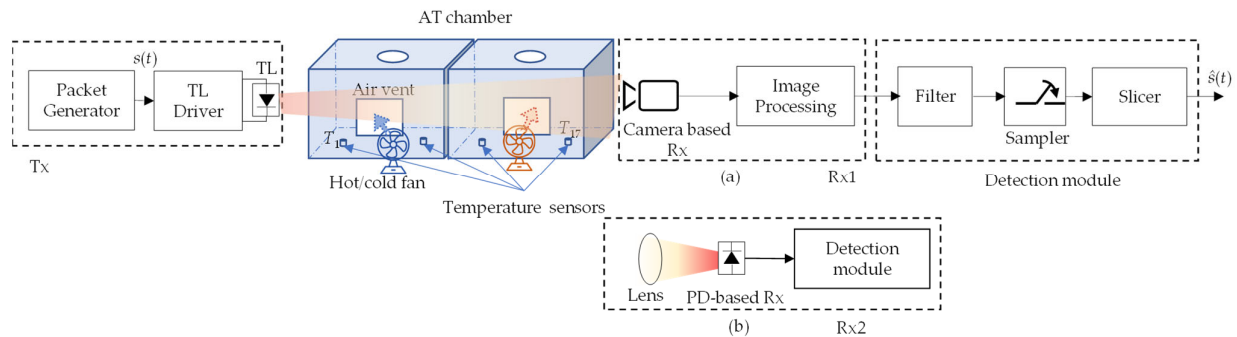 AT chamber
s(t)
TL
Packet
Generator
TL
Driver
Tx
Air vent
T1
T17
Hot/cold fan
Temperature sensors
Camera based
Rx
Image
Processing
(a)
Rx1
Filter
Sampler
Slicer
ŝ(t)
Detection module
Lens
PD-based Rx
Detection
module
(b)
Rx2